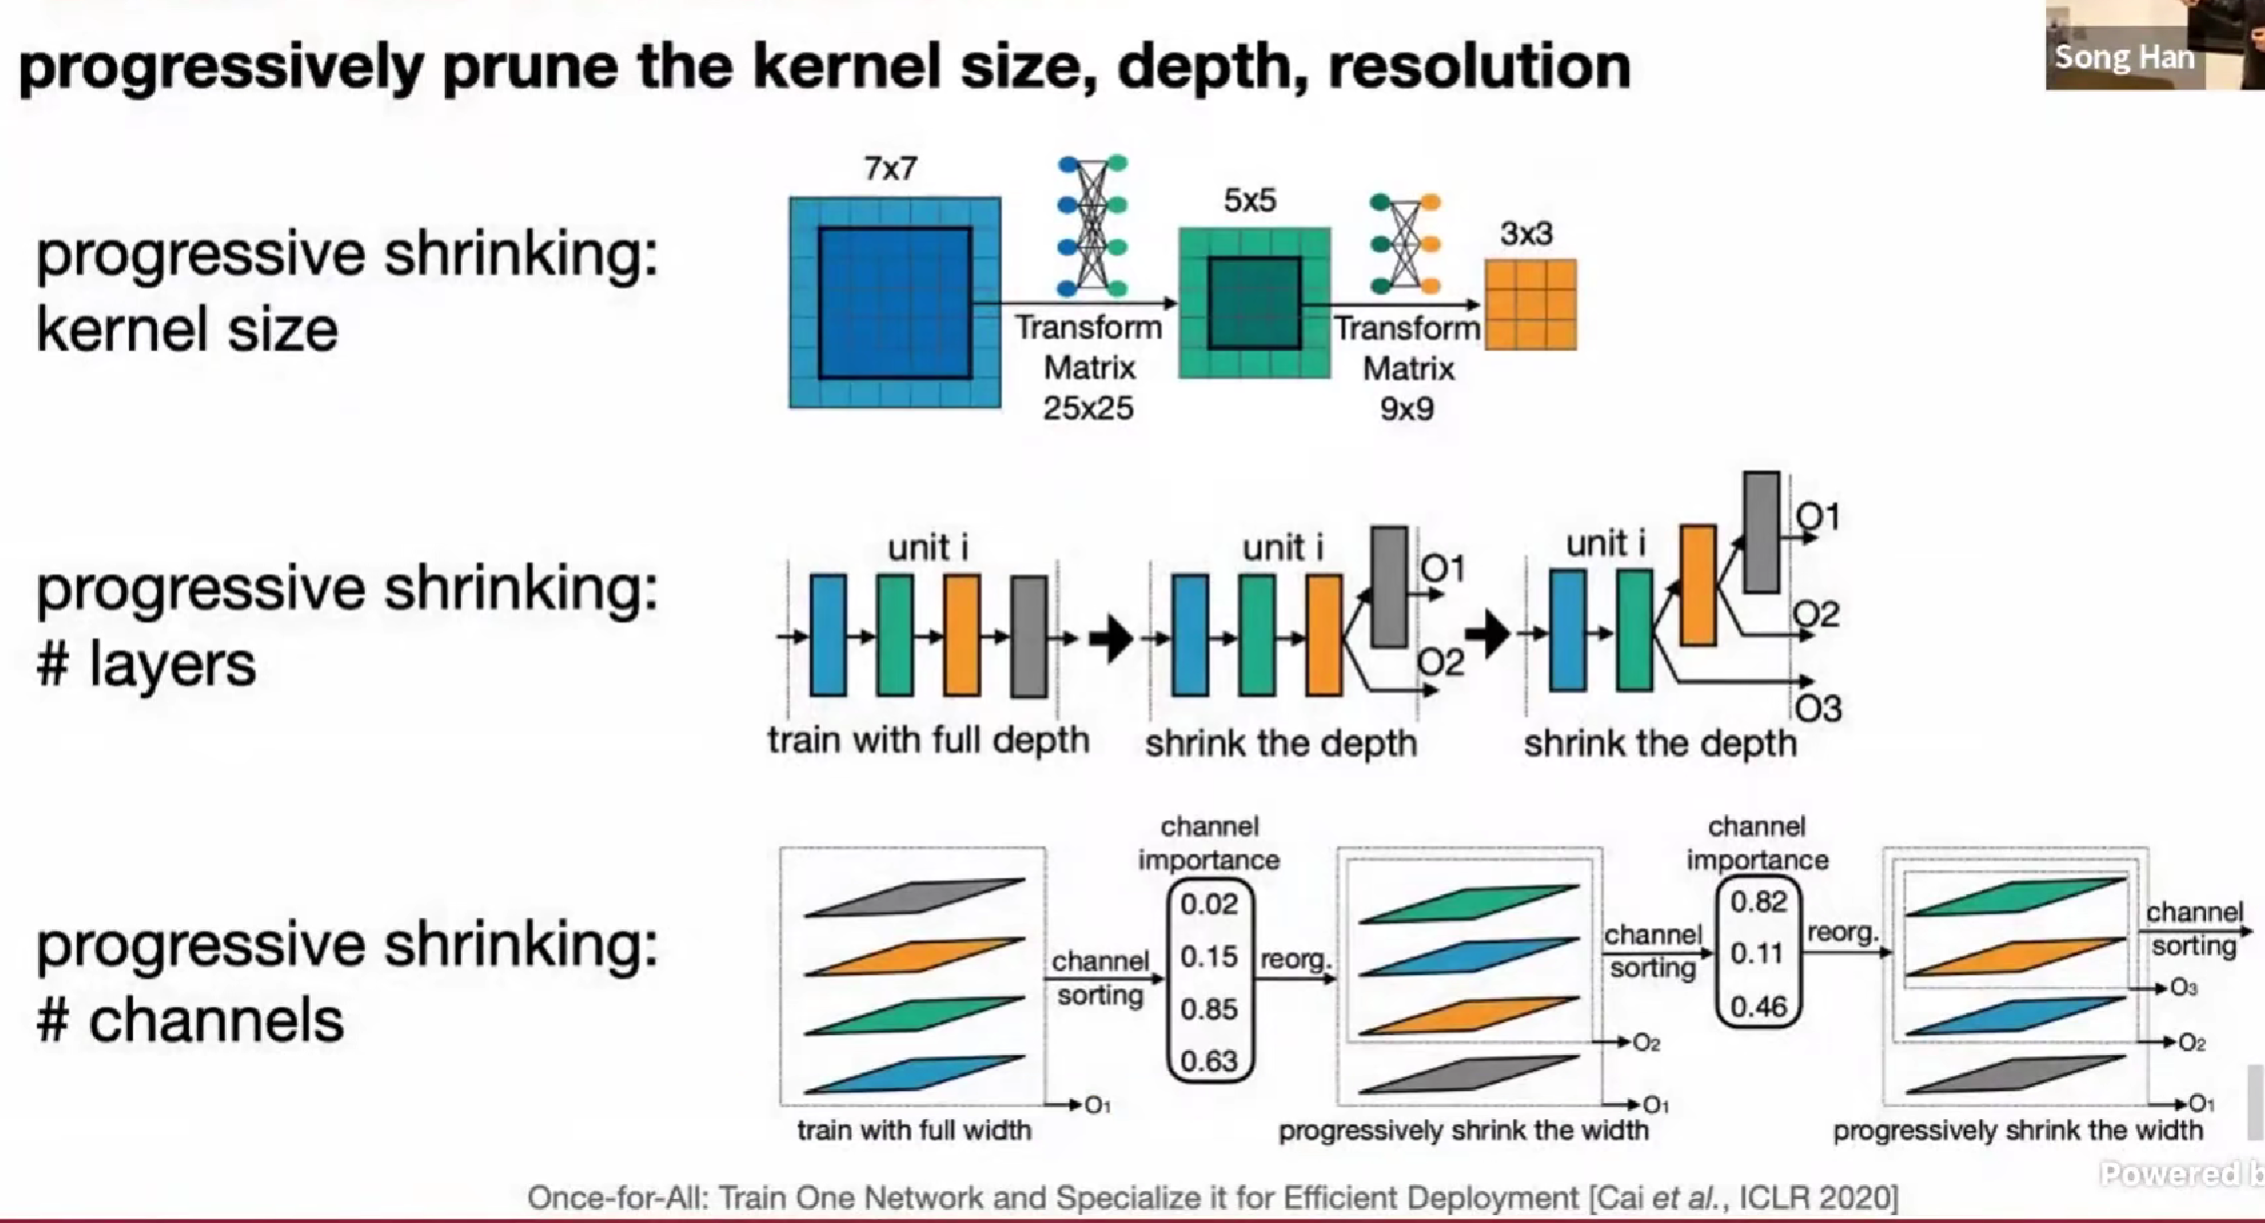 progressively prune the kernel size, depth, resolution
Song Han
progressive shrinking:
kernel size
7x7
Transform
Matrix
25x25
5x5
Transform
Matrix
9x9
3x3
progressive shrinking:
# layers
unit i
train with full depth
unit i
O1
O2
shrink the depth
unit i
O1
O2
O3
shrink the depth
progressive shrinking:
# channels
O1
train with full width
channel
sorting
channel
importance
0.02
0.15
0.85
0.63
reorg.
O2
O1
progressively shrink the width
channel
sorting
channel
importance
0.82
0.11
0.46
reorg.
channel
sorting
O3
O2
O1
progressively shrink the width
Powered
Once-for-All: Train One Network and Specialize it for Efficient Deployment [Cai et al., ICLR 2020]